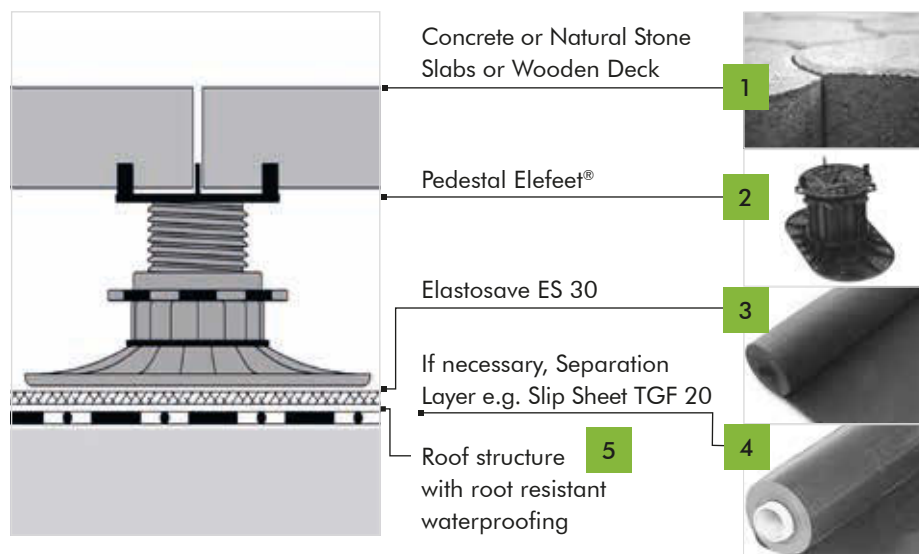 Concrete or Natural Stone
Slabs or Wooden Deck
1
Pedestal Elefeet®
2
Elastosave ES 30
3
If necessary, Separation
Layer e.g. Slip Sheet TGF 20
4
Roof structure
with root resistant
waterproofing
5